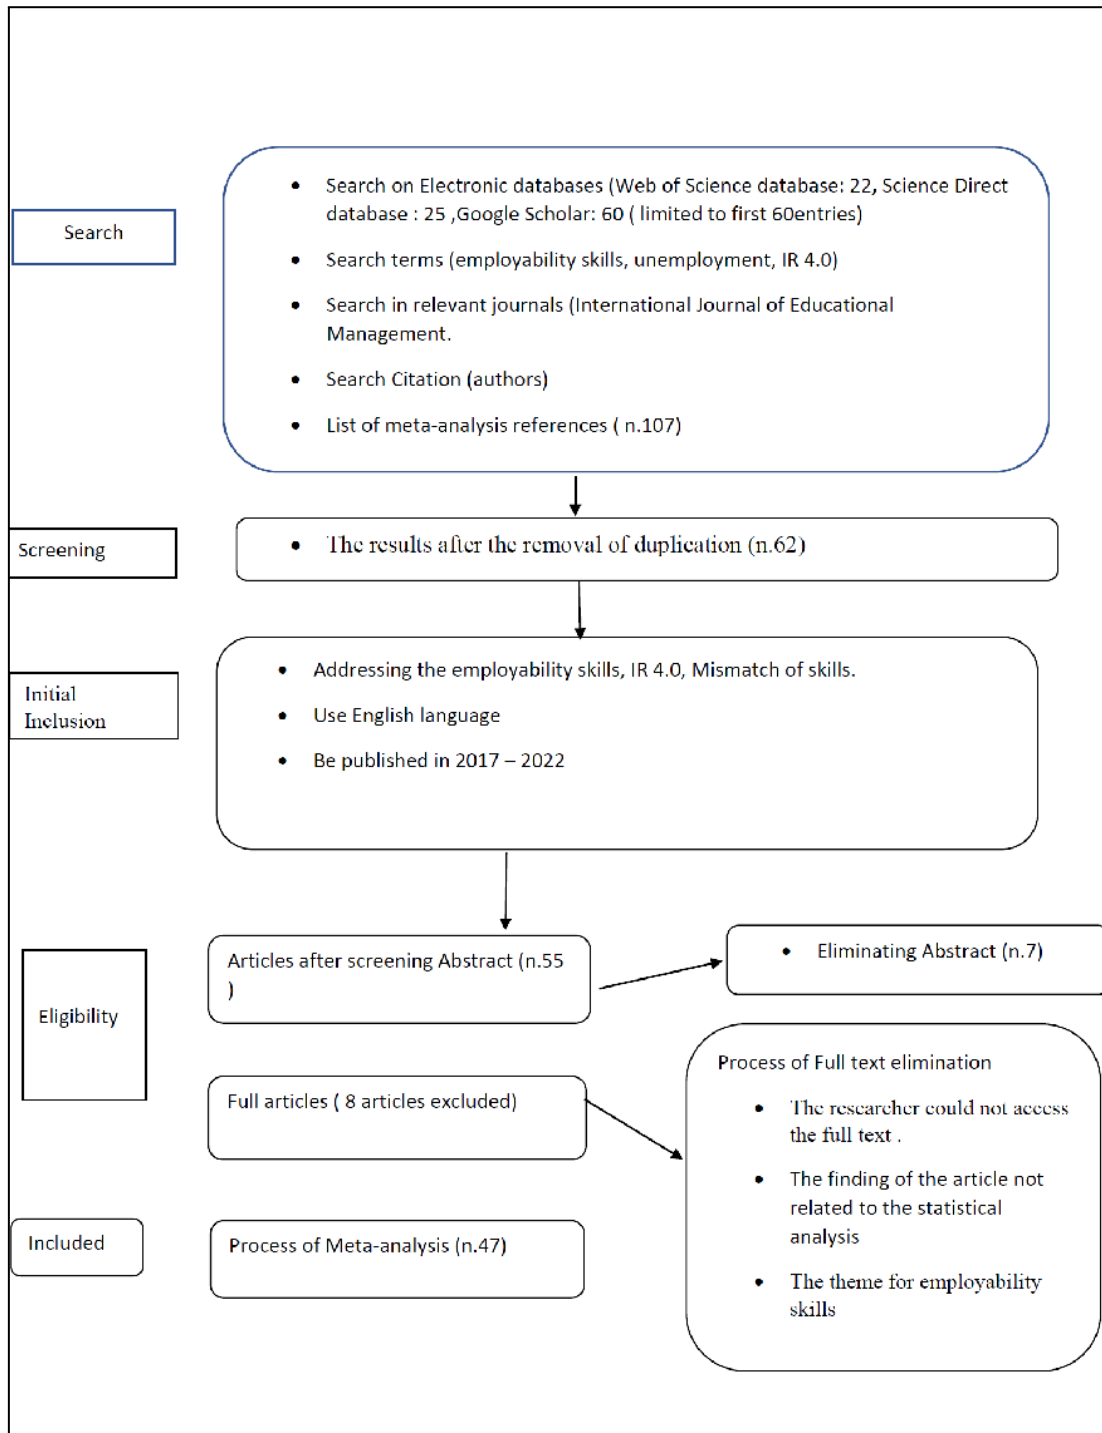 Search
• Search on Electronic databases (Web of Science database: 22, Science Direct
database : 25 ,Google Scholar: 60 ( limited to first 60entries)
• Search terms (employability skills, unemployment, IR 4.0)
• Search in relevant journals (International Journal of Educational
Management.
• Search Citation (authors)
• List of meta-analysis references ( n.107)
Screening
• The results after the removal of duplication (n.62)
Initial
Inclusion
• Addressing the employability skills, IR 4.0, Mismatch of skills.
• Use English language
• Be published in 2017 – 2022
Eligibility
Articles after screening Abstract (n.55
)
• Eliminating Abstract (n.7)
Full articles ( 8 articles excluded)
Process of Full text elimination
• The researcher could not access
the full text .
• The finding of the article not
related to the statistical
analysis
• The theme for employability
skills
Included
Process of Meta-analysis (n.47)